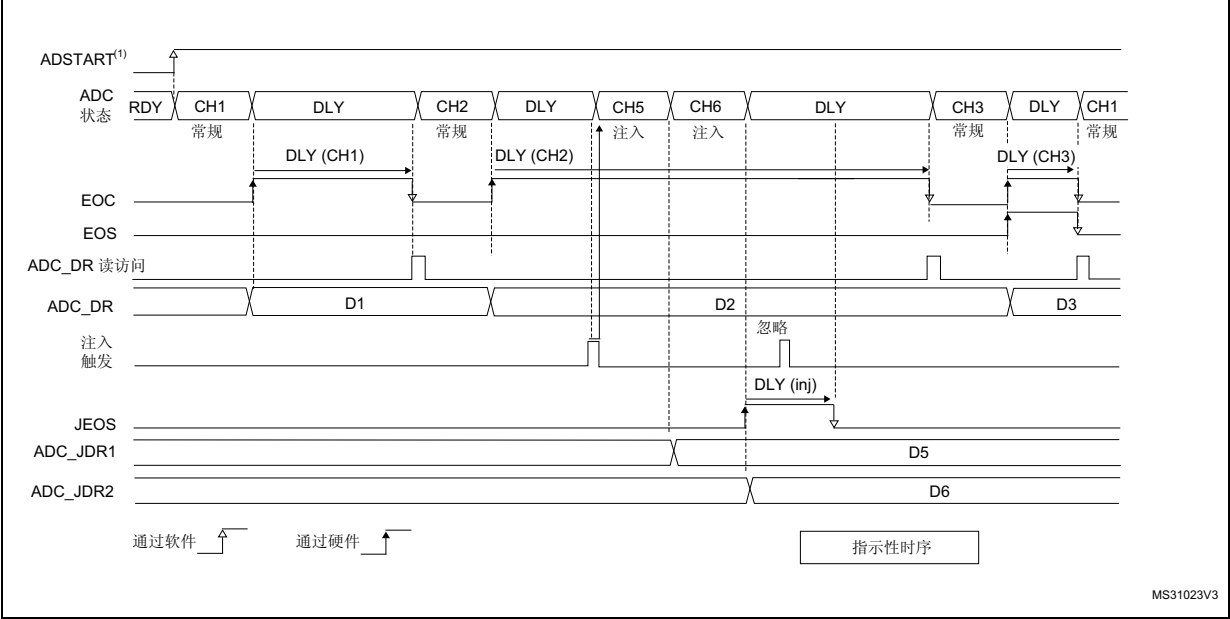 ADSTART(1)
ADC
状态
RDY CH1 DLY CH2 DLY CH5 CH6 DLY CH3 DLY CH1
常规 常规 注入 注入 常规 常规
DLY (CH1) DLY (CH2) DLY (CH3)
EOC
EOS
ADC_DR 读访问
ADC_DR D1 D2 D3
注入
触发
忽略
DLY (inj)
JEOS
ADC_JDR1 D5
ADC_JDR2 D6
通过软件 通过硬件 指示性时序
MS31023V3